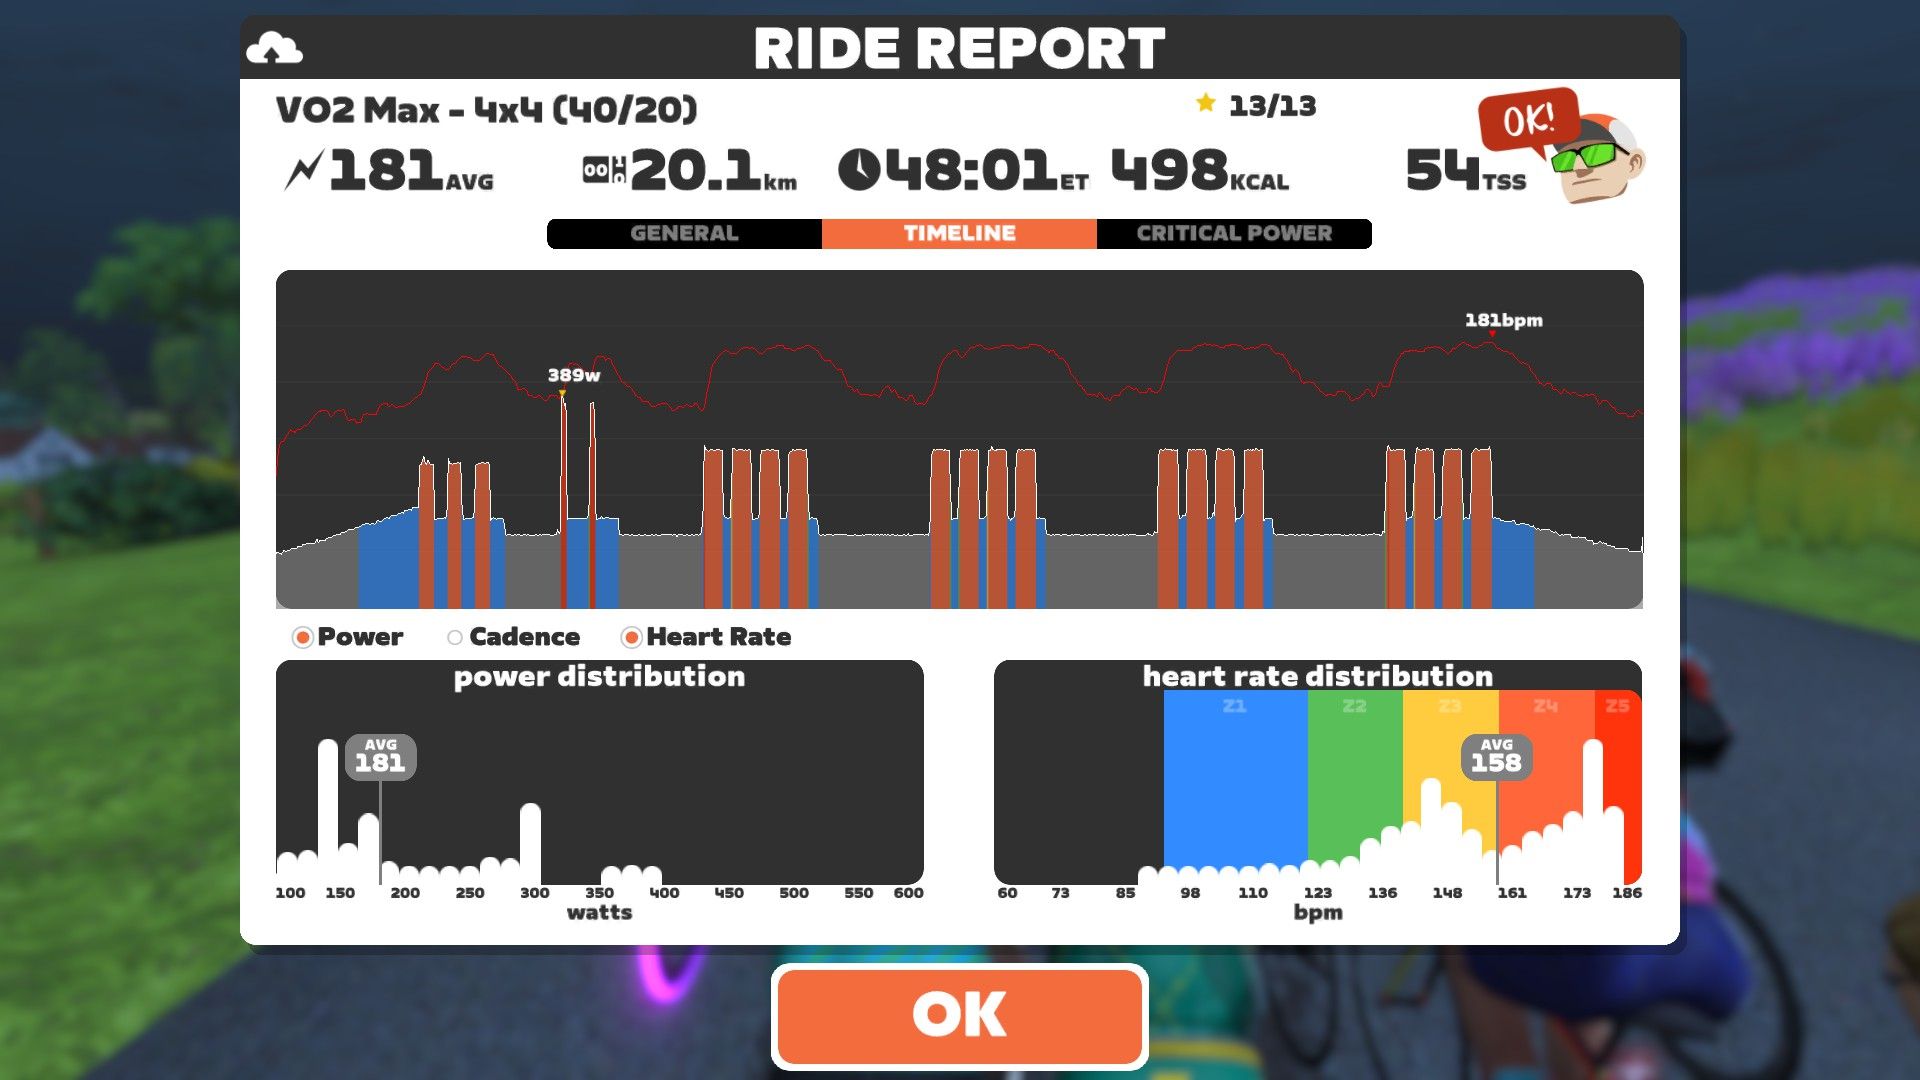 RIDE REPORT
VO2 Max - 4x4 (40/20)
13/13
OK!
181AVG
20.1km
48:01ET
498KCAL
54TSS
GENERAL
TIMELINE
CRITICAL POWER
181bpm
389w
Power
Cadence
Heart Rate
power distribution
AVG
181
100 150 200 250 300 350 400 450 500 550 600
watts
heart rate distribution
Z1 Z2 Z3 Z4 Z5
AVG
158
60 73 85 98 110 123 136 148 161 173 186
bpm
OK